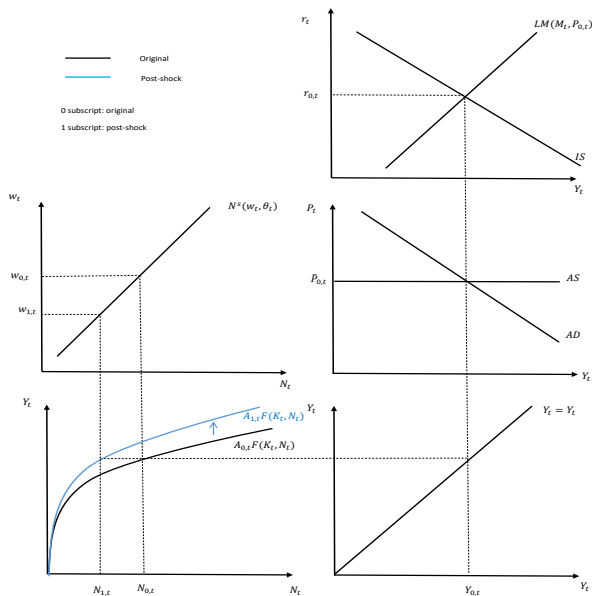 Original
Post-shock
0 subscript: original
1 subscript: post-shock
r_t
LM(M_t, P_{0,t})
r_{0,t}
IS
Y_t
w_t
N^s(w_t, θ_t)
w_{0,t}
w_{1,t}
N_t
P_t
P̄_{0,t}
AS
AD
Y_t
Y_t
A_{1,t}F(K_t, N_t)
A_{0,t}F(K_t, N_t)
N_{1,t}
N_{0,t}
N_t
Y_t
Y_t = Y_t
Y_{0,t}
Y_t